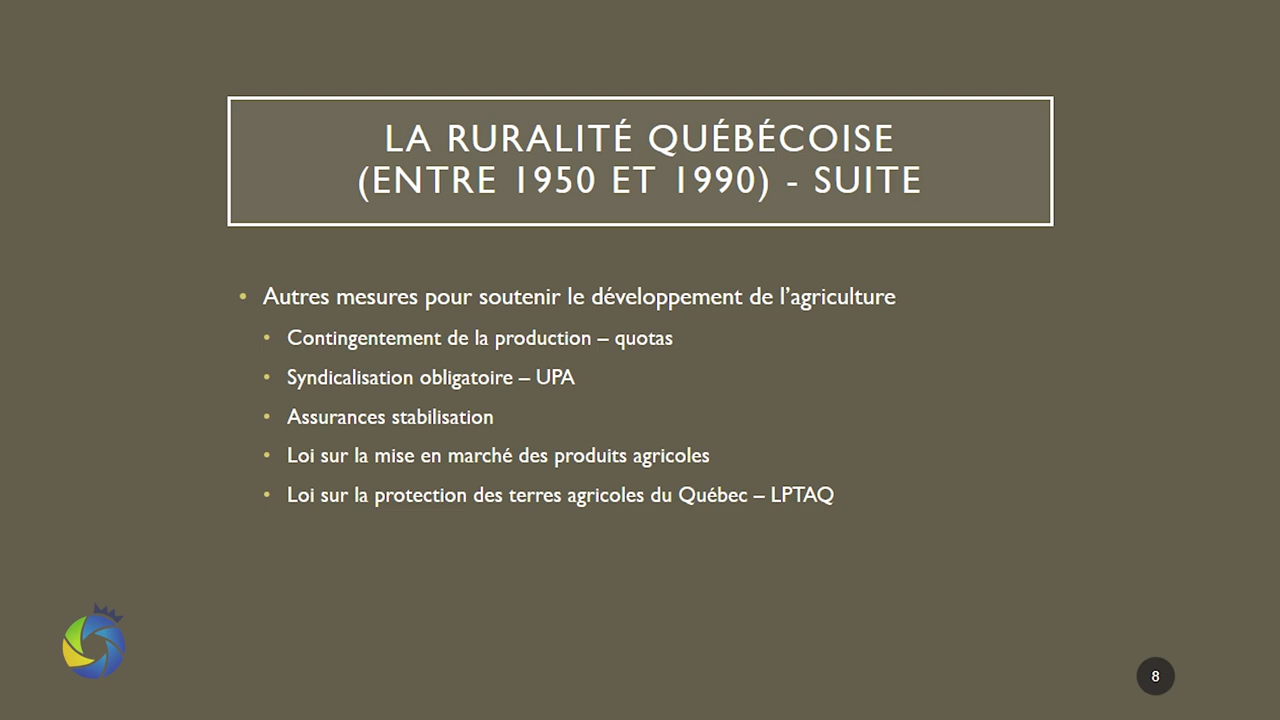 LA RURALITÉ QUÉBÉCOISE
(ENTRE 1950 ET 1990) - SUITE
• Autres mesures pour soutenir le développement de l’agriculture
• Contingentement de la production – quotas
• Syndicalisation obligatoire – UPA
• Assurances stabilisation
• Loi sur la mise en marché des produits agricoles
• Loi sur la protection des terres agricoles du Québec – LPTAQ
8